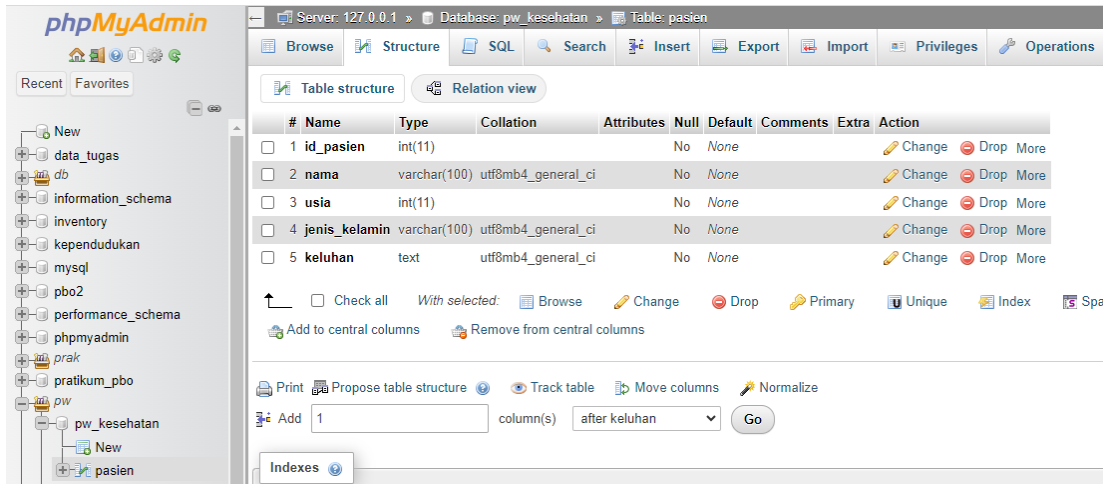 phpMyAdmin
Recent Favorites
New
data_tugas
db
information_schema
inventory
kependudukan
mysql
pbo2
performance_schema
phpmyadmin
prak
pratikum_pbo
pw
pw_kesehatan
New
pasien
Server: 127.0.0.1 » Database: pw_kesehatan » Table: pasien
Browse Structure SQL Search Insert Export Import Privileges Operations
Table structure Relation view
# Name Type Collation Attributes Null Default Comments Extra Action
1 id_pasien int(11) No None Change Drop More
2 nama varchar(100) utf8mb4_general_ci No None Change Drop More
3 usia int(11) No None Change Drop More
4 jenis_kelamin varchar(100) utf8mb4_general_ci No None Change Drop More
5 keluhan text utf8mb4_general_ci No None Change Drop More
Check all With selected: Browse Change Drop Primary Unique Index Spa
Add to central columns Remove from central columns
Print Propose table structure Track table Move columns Normalize
Add 1 column(s) after keluhan Go
Indexes